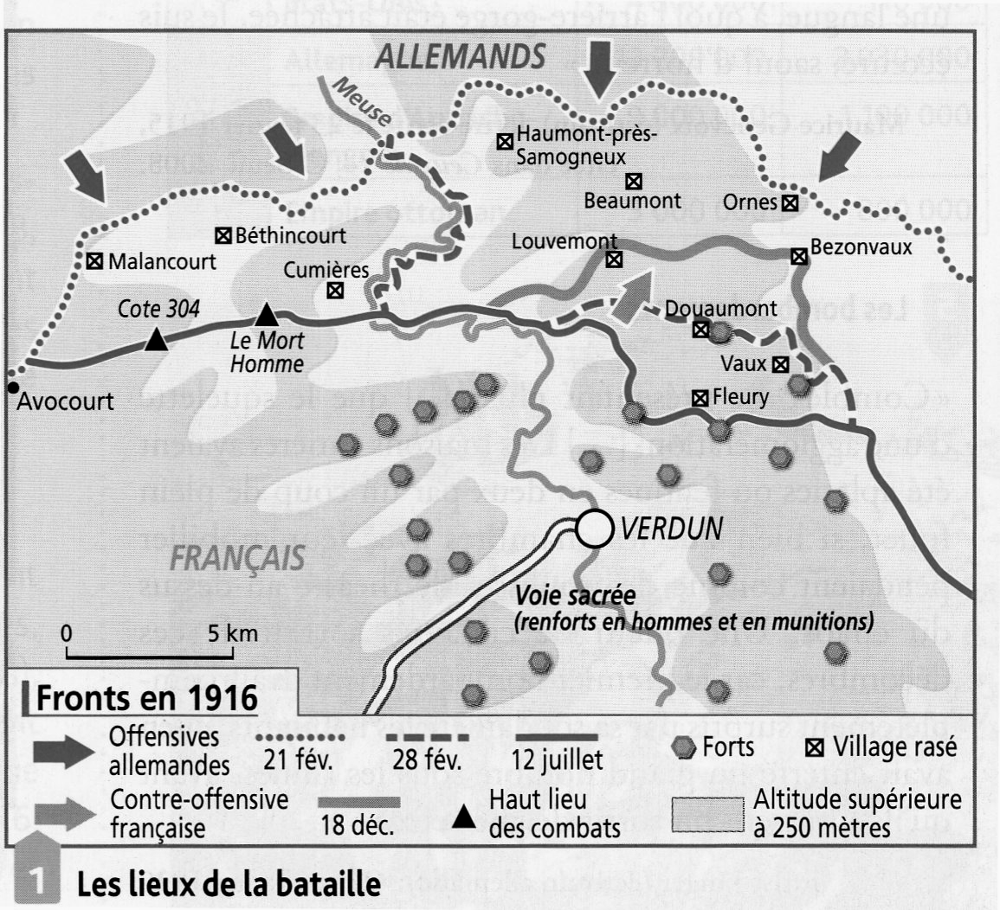 ALLEMANDS
Meuse
Haumont-près-
Samogneux
Beaumont
Ornes
Béthincourt
Malancourt
Louvemont
Bezonvaux
Cumières
Cote 304
Le Mort
Homme
Douaumont
Vaux
Avocourt
Fleury
VERDUN
FRANÇAIS
Voie sacrée
(renforts en hommes et en munitions)
0 5 km
Fronts en 1916
Offensives
allemandes
21 fév.
28 fév.
12 juillet
Forts
Village rasé
Contre-offensive
française
18 déc.
Haut lieu
des combats
Altitude supérieure
à 250 mètres
1 Les lieux de la bataille